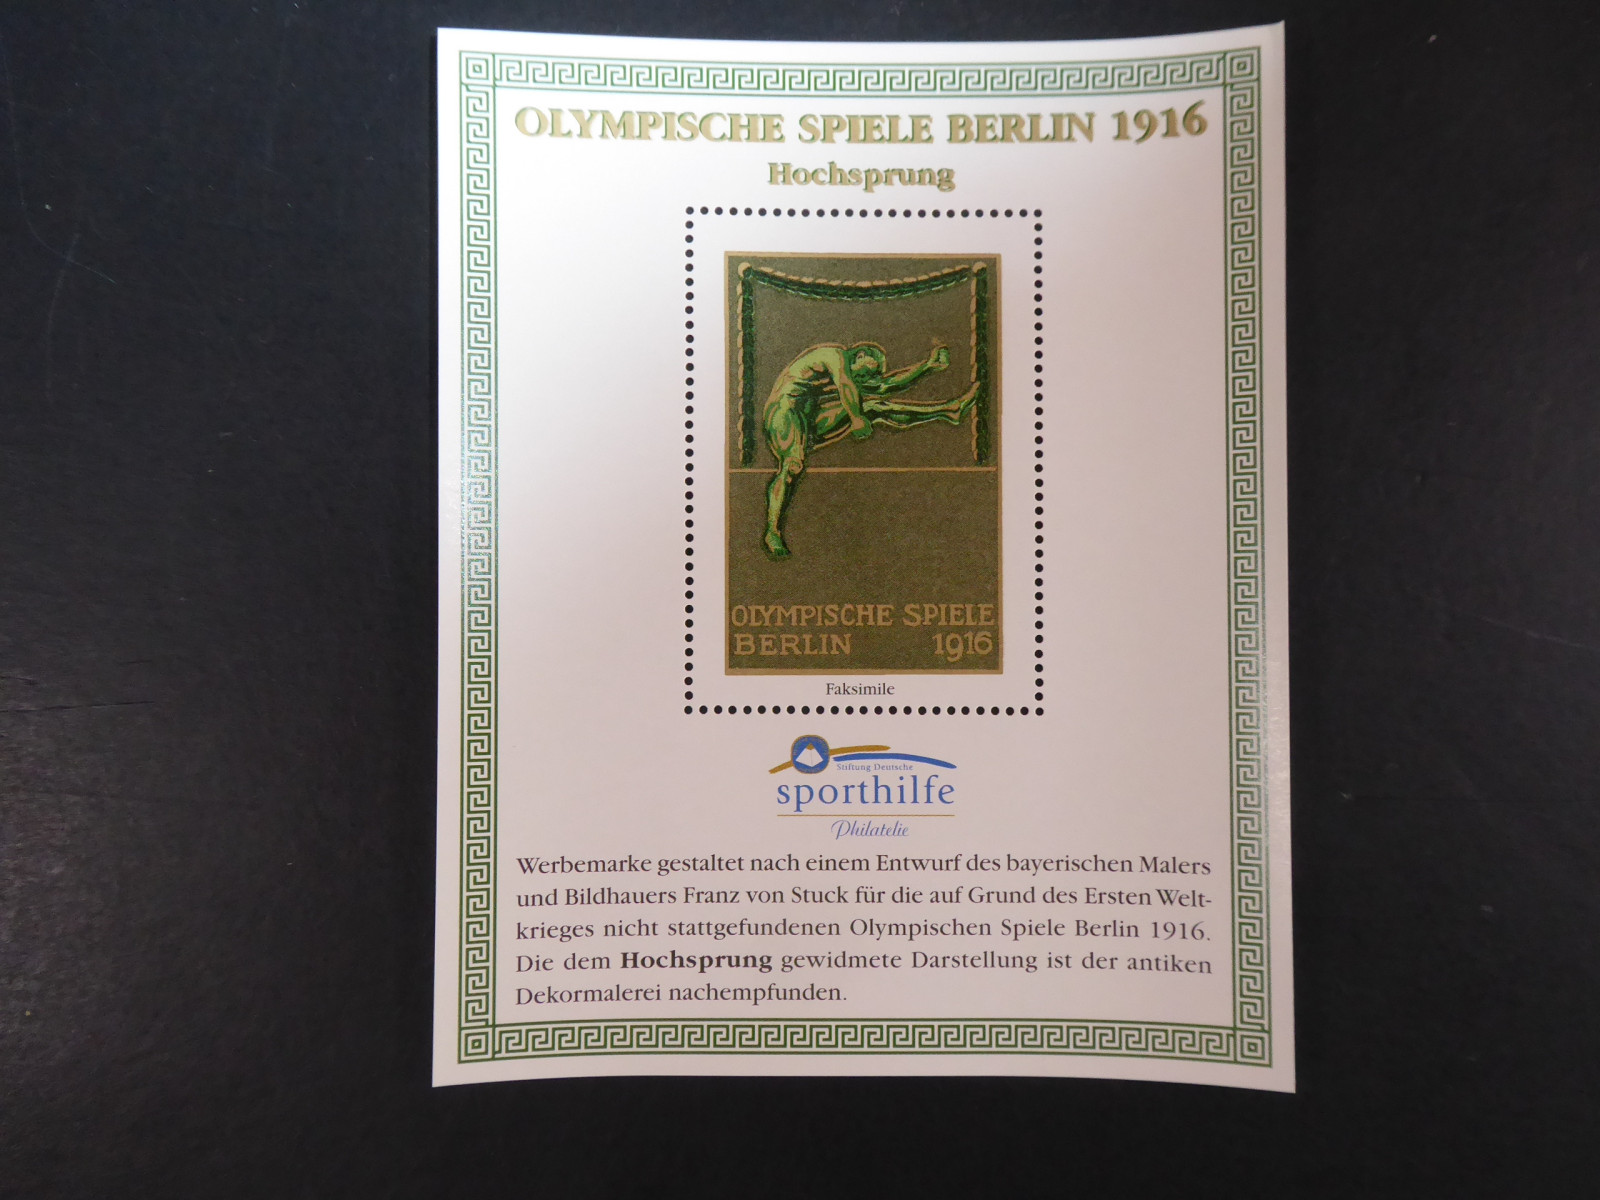 OLYMPISCHE SPIELE BERLIN 1916
Hochsprung
OLYMPISCHE SPIELE
BERLIN 1916
Faksimile
Stiftung Deutsche
sporthilfe
Philatelie
Werbemarke gestaltet nach einem Entwurf des bayerischen Malers
und Bildhauers Franz von Stuck für die auf Grund des Ersten Welt-
krieges nicht stattgefundenen Olympischen Spiele Berlin 1916.
Die dem Hochsprung gewidmete Darstellung ist der antiken
Dekormalerei nachempfunden.